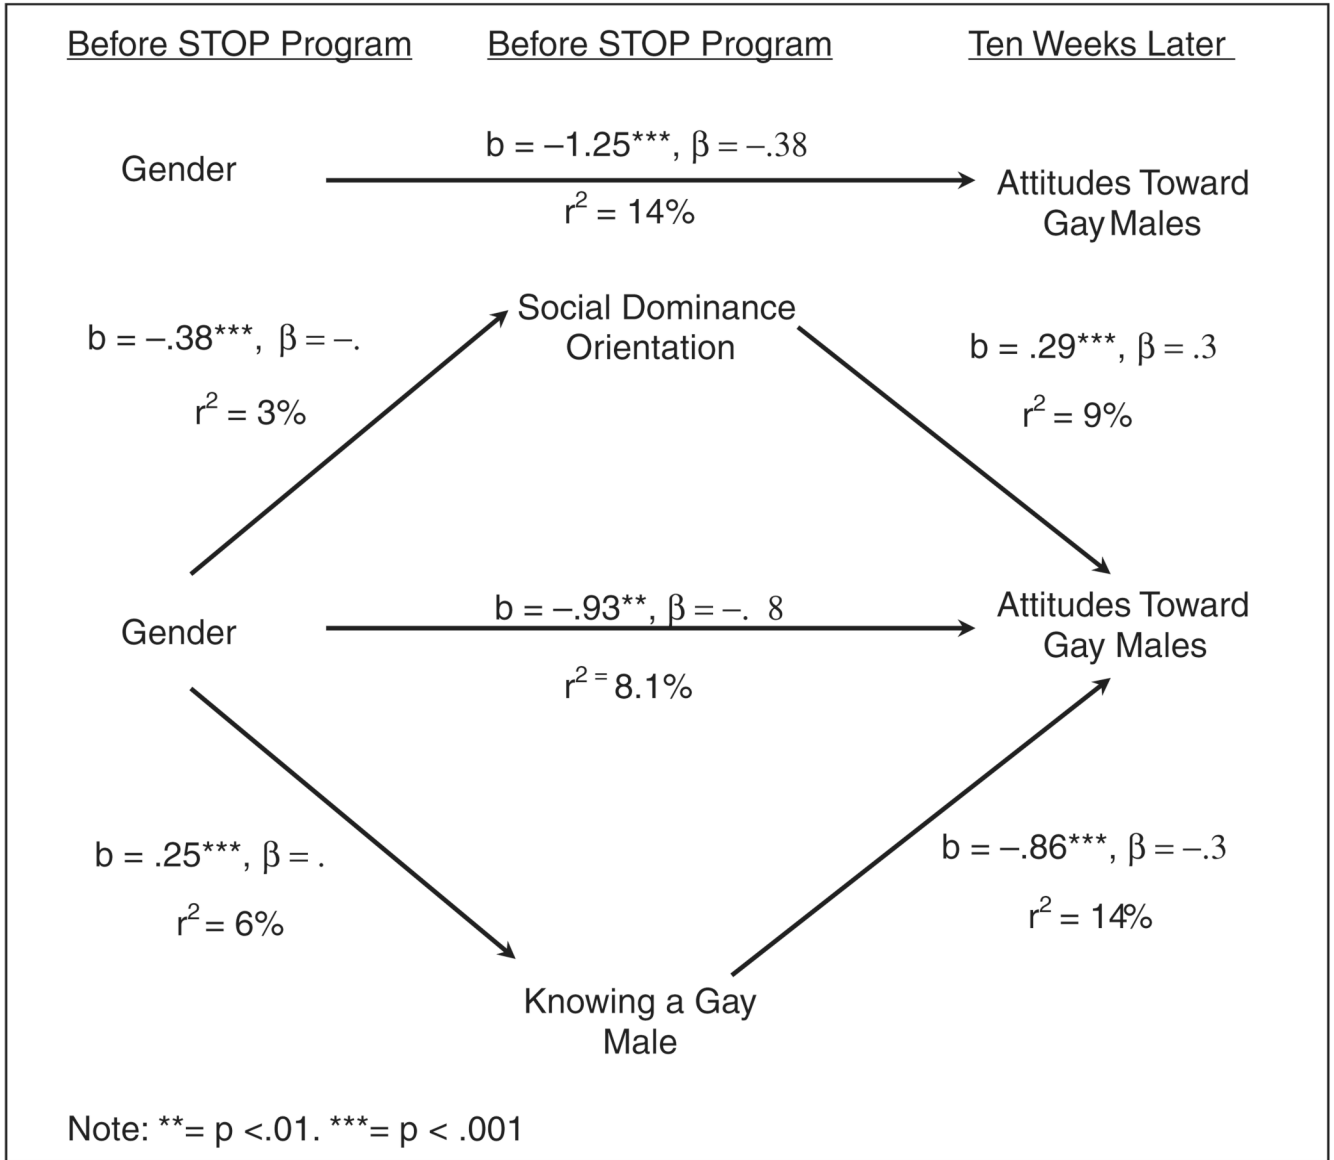 Before STOP Program
Before STOP Program
Ten Weeks Later
Gender
b = –1.25***, β = –.38
r² = 14%
Attitudes Toward
Gay Males
b = –.38***, β = –.
r² = 3%
Social Dominance
Orientation
b = .29***, β = .3
r² = 9%
Gender
b = –.93**, β = –. 8
r² = 8.1%
Attitudes Toward
Gay Males
b = .25***, β = .
r² = 6%
b = –.86***, β = –.3
r² = 14%
Knowing a Gay
Male
Note: **= p <.01. ***= p < .001